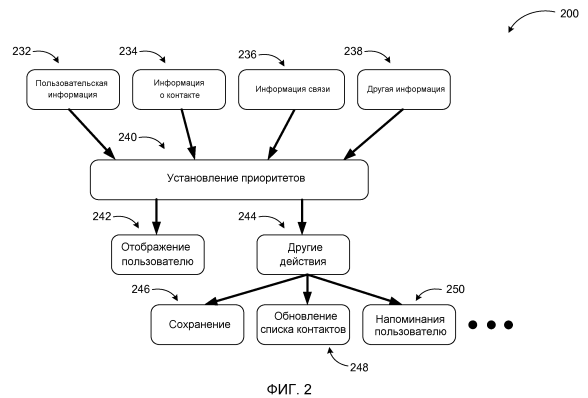 200
232
234
236
238
Пользовательская
информация
Информация
о контакте
Информация связи
Другая информация
240
Установление приоритетов
242
244
Отображение
пользователю
Другие
действия
246
250
Сохранение
Обновление
списка контактов
Напоминания
пользователю
248
ФИГ. 2